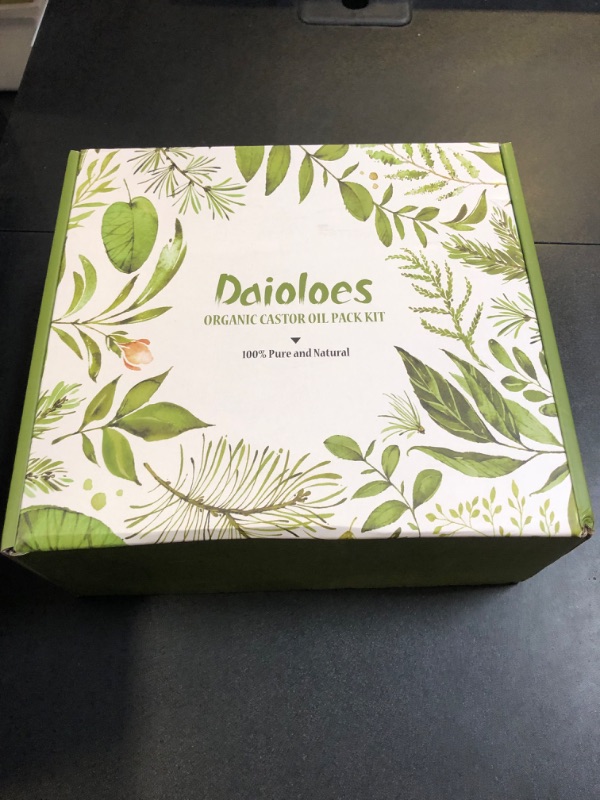 Daioloes
ORGANIC CASTOR OIL PACK KIT
100% Pure and Natural